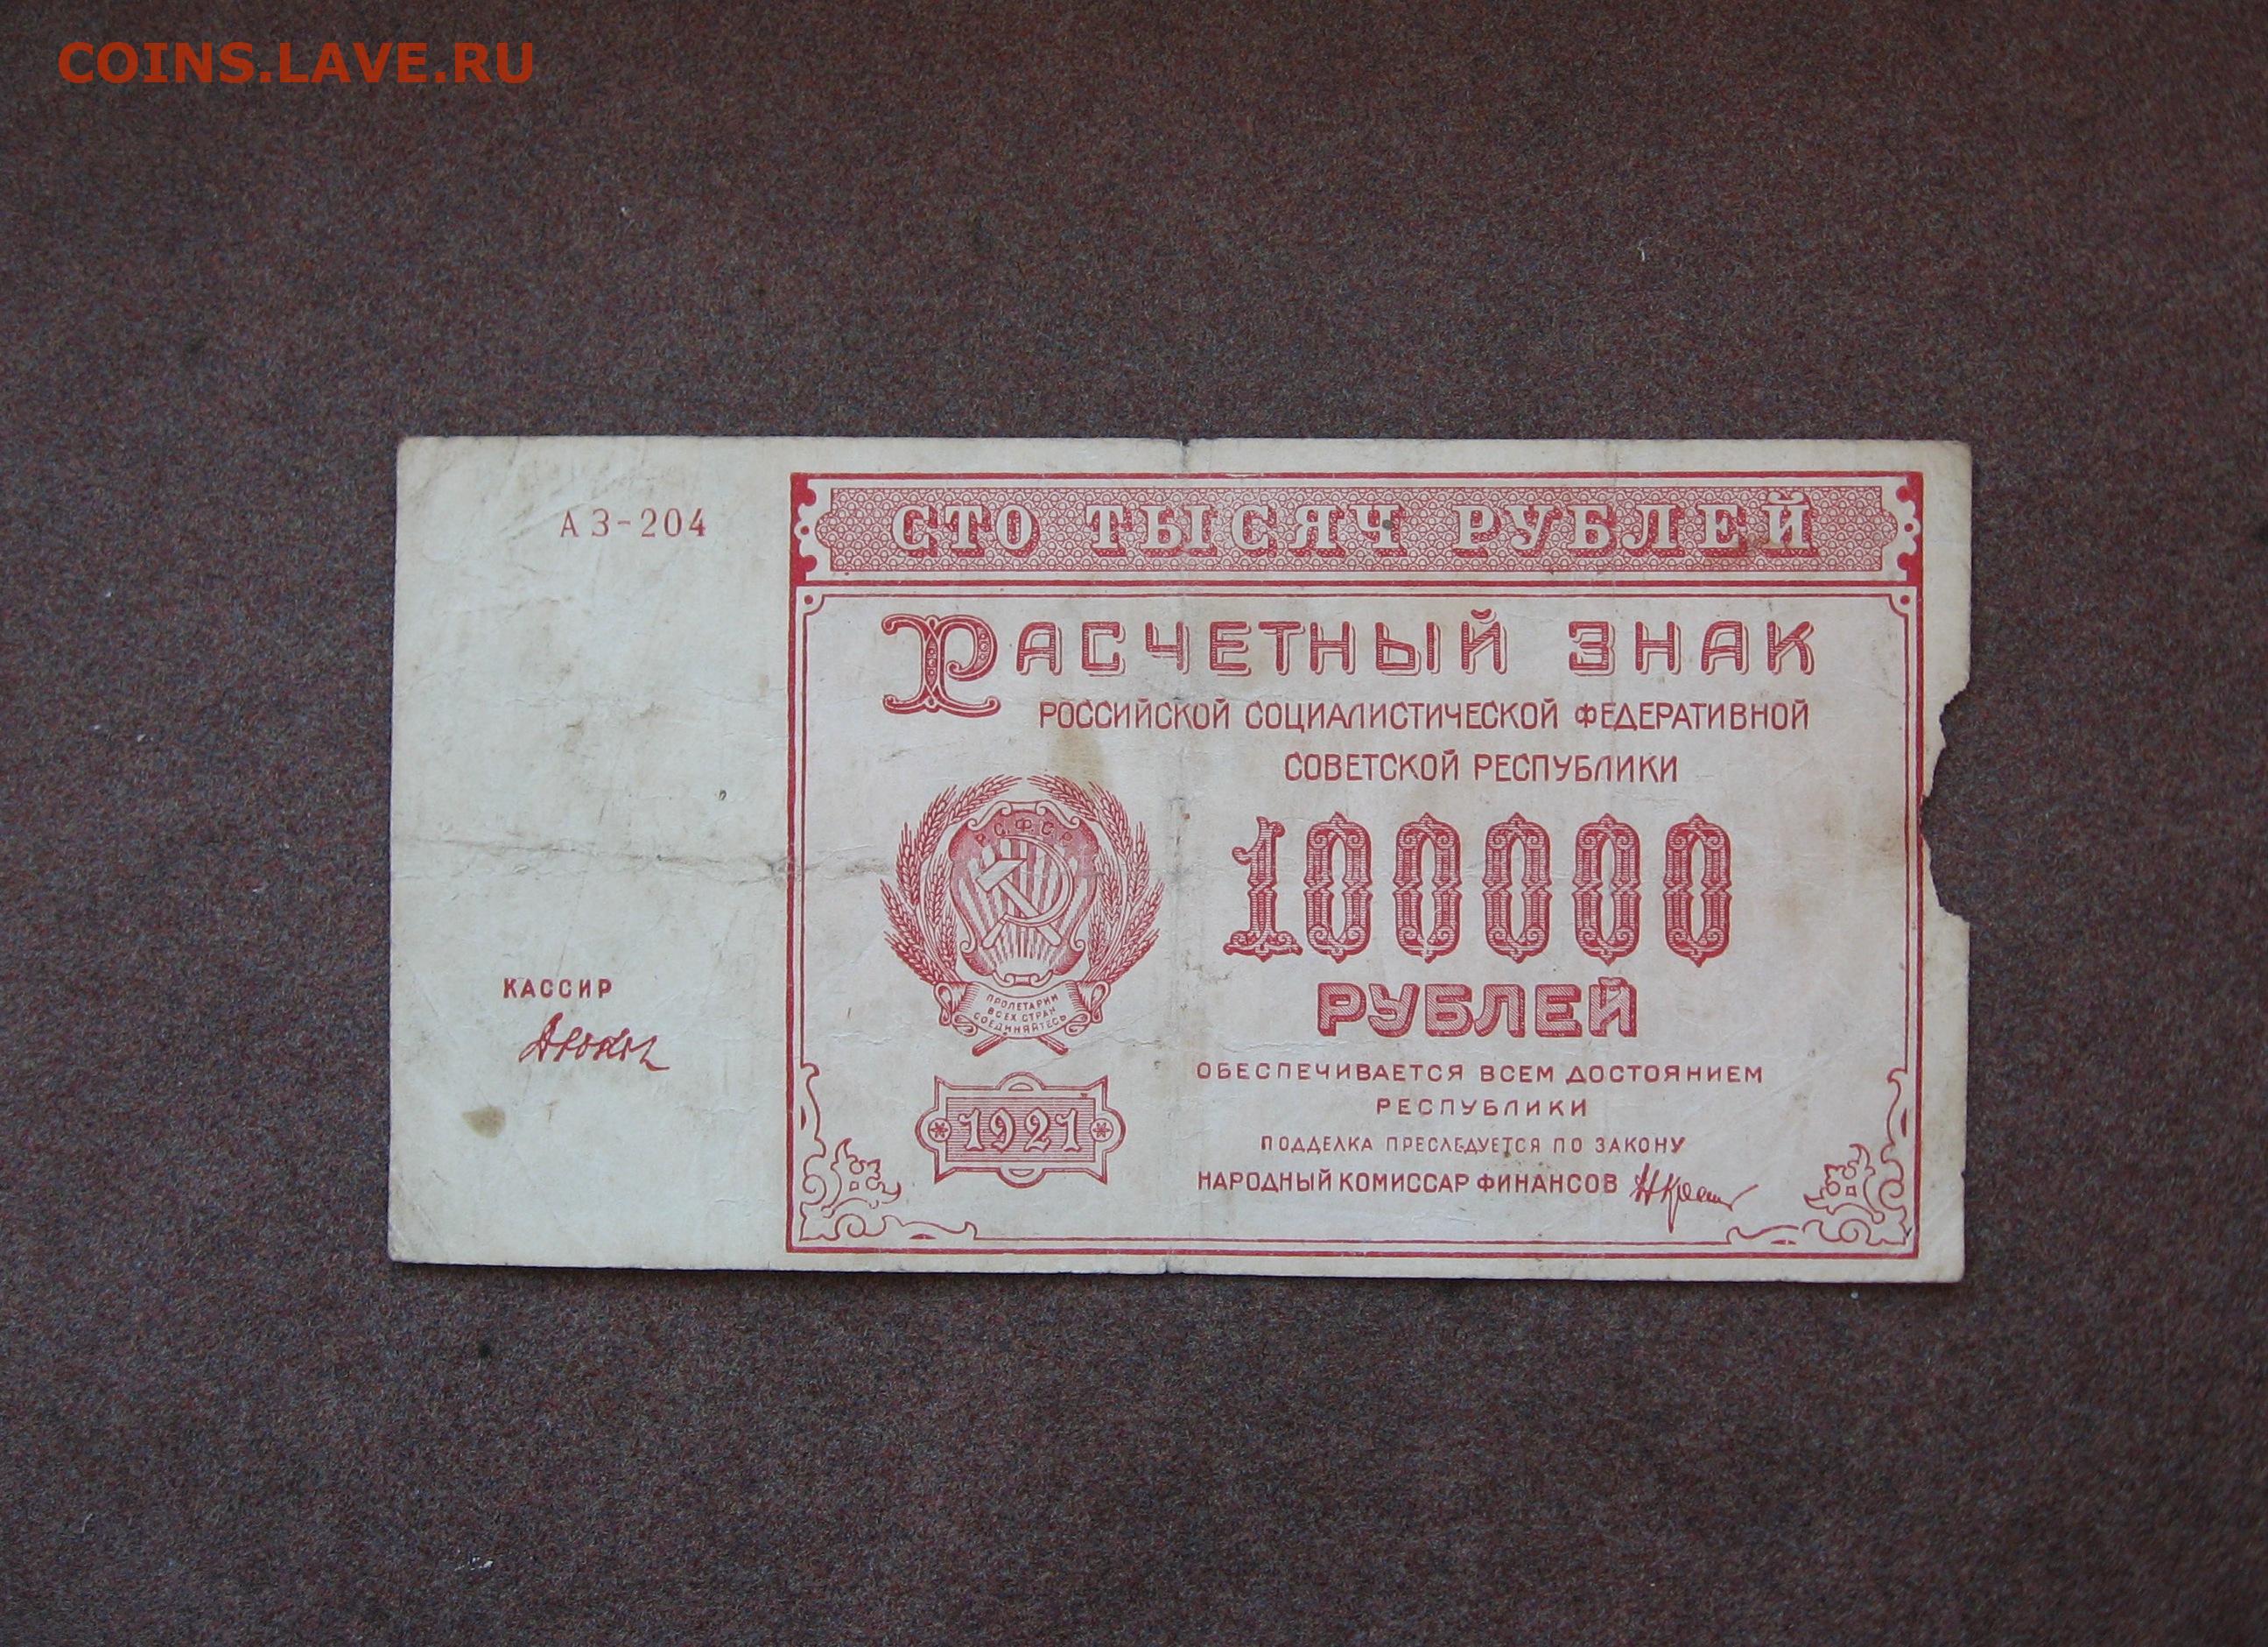 COINS.LAVE.RU
АЗ-204
СТО ТЫСЯЧ РУБЛЕЙ
РАСЧЕТНЫЙ ЗНАК
РОССИЙСКОЙ СОЦИАЛИСТИЧЕСКОЙ ФЕДЕРАТИВНОЙ
СОВЕТСКОЙ РЕСПУБЛИКИ
Р.С.Ф.С.Р.
ПРОЛЕТАРИИ
ВСЕХ СТРАН
СОЕДИНЯЙТЕСЬ
100000
РУБЛЕЙ
КАССИР
1921
ОБЕСПЕЧИВАЕТСЯ ВСЕМ ДОСТОЯНИЕМ
РЕСПУБЛИКИ
ПОДДЕЛКА ПРЕСЛЕДУЕТСЯ ПО ЗАКОНУ
НАРОДНЫЙ КОМИССАР ФИНАНСОВ